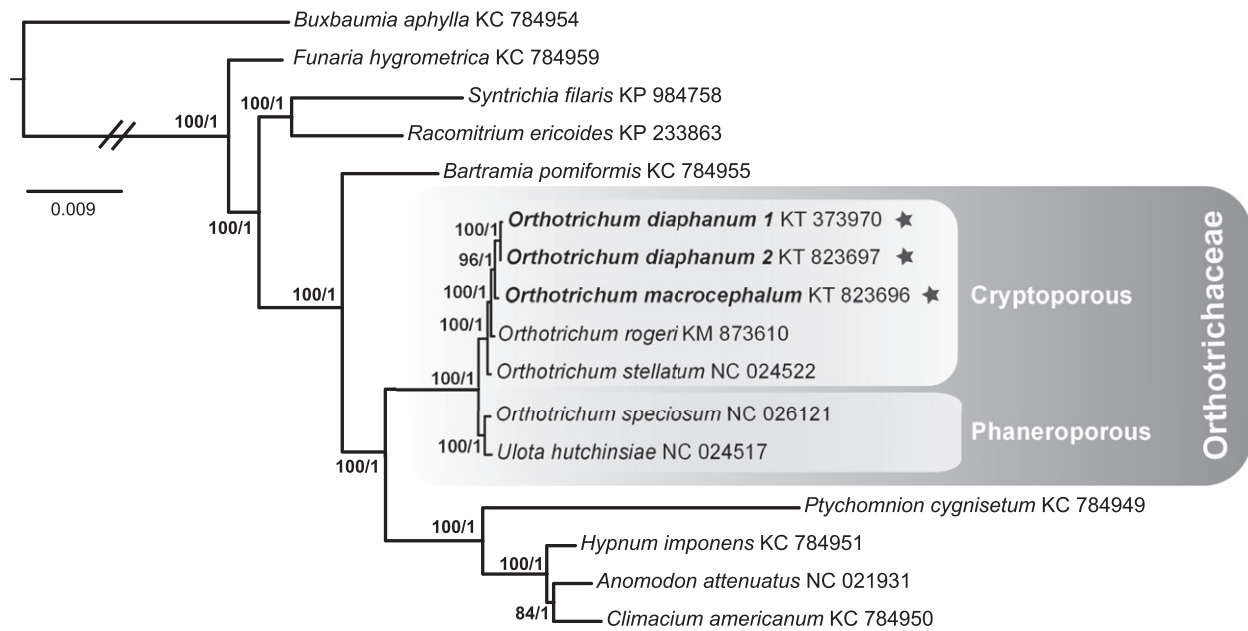 Buxbaumia aphylla KC 784954
Funaria hygrometrica KC 784959
100/1
Syntrichia filaris KP 984758
100/1
Racomitrium ericoides KP 233863
Bartramia pomiformis KC 784955
0.009
100/1
100/1
Orthotrichum diaphanum 1 KT 373970
100/1
Orthotrichum diaphanum 2 KT 823697
96/1
Orthotrichum macrocephalum KT 823696
100/1
Orthotrichum rogeri KM 873610
100/1
Orthotrichum stellatum NC 024522
100/1
Cryptoporous
Orthotrichum speciosum NC 026121
Ulota hutchinsiae NC 024517
100/1
Phaneroporous
Orthotrichaceae
100/1
Ptychomnion cygnisetum KC 784949
100/1
Hypnum imponens KC 784951
100/1
Anomodon attenuatus NC 021931
84/1
Climacium americanum KC 784950